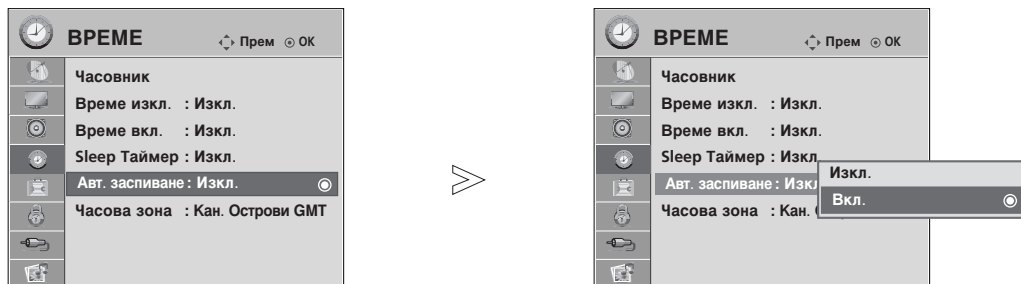 ВРЕМЕ Прем OK
Часовник
Време изкл. : Изкл.
Време вкл. : Изкл.
Sleep Таймер : Изкл.
Авт. заспиване : Изкл.
Часова зона : Кан. Острови GMT
ВРЕМЕ Прем OK
Часовник
Време изкл. : Изкл.
Време вкл. : Изкл.
Sleep Таймер : Изкл.
Авт. заспиване : Изкл
Часова зона : Кан.
Изкл.
Вкл.